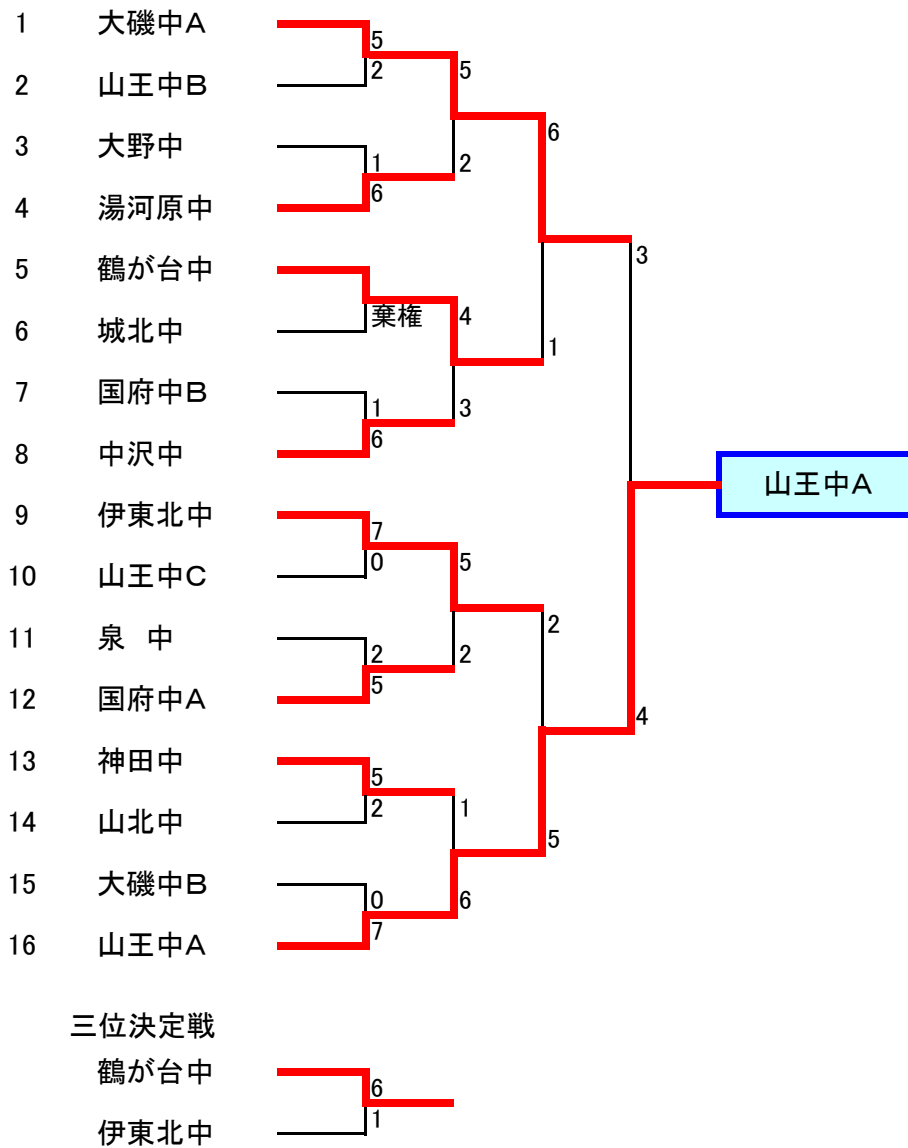 1 大磯中A
5
2 5
2 山王中B
6
3 大野中
1 2
6
4 湯河原中
3
5 鶴が台中
棄権 4
6 城北中
1
7 国府中B
1 3
6
8 中沢中
山王中A
9 伊東北中
7
0 5
10 山王中C
2
11 泉 中
2 2
5
12 国府中A
4
13 神田中
5
2 1
14 山北中
5
15 大磯中B
0 6
7
16 山王中A
三位決定戦
鶴が台中
6
1
伊東北中